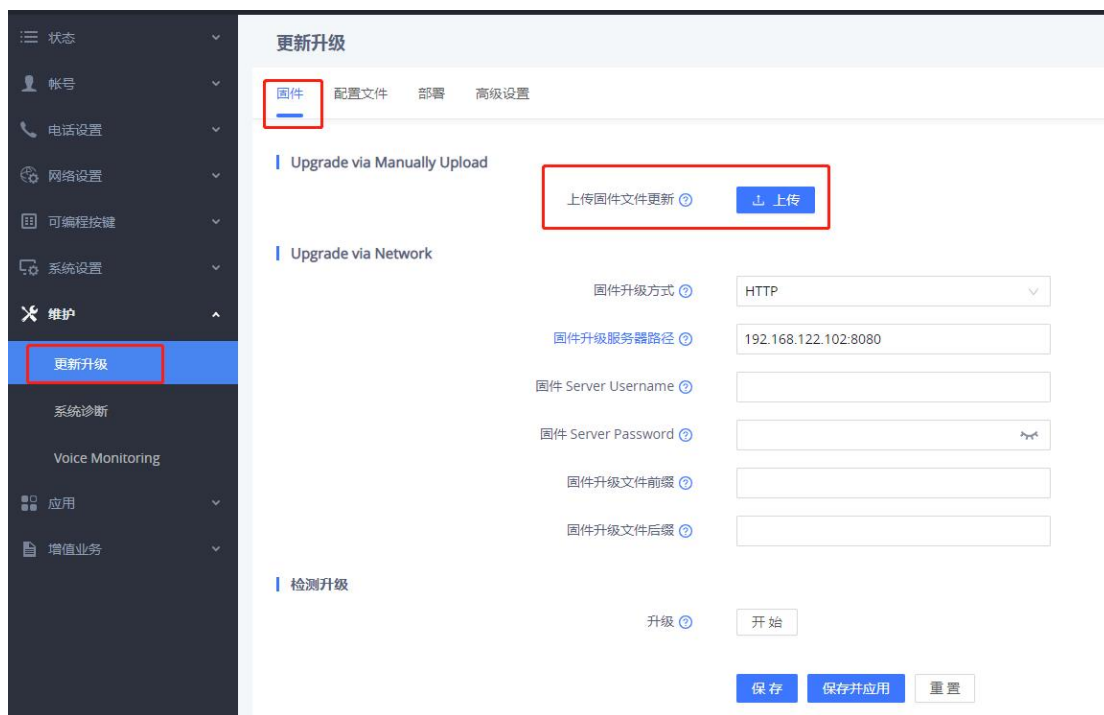 状态
帐号
电话设置
网络设置
可编程按键
系统设置
维护
更新升级
系统诊断
Voice Monitoring
应用
增值业务
更新升级
固件 配置文件 部署 高级设置
Upgrade via Manually Upload
上传固件文件更新 上传
Upgrade via Network
固件升级方式 HTTP
固件升级服务器路径 192.168.122.102:8080
固件 Server Username
固件 Server Password
固件升级文件前缀
固件升级文件后缀
检测升级
升级 开始
保存 保存并应用 重置